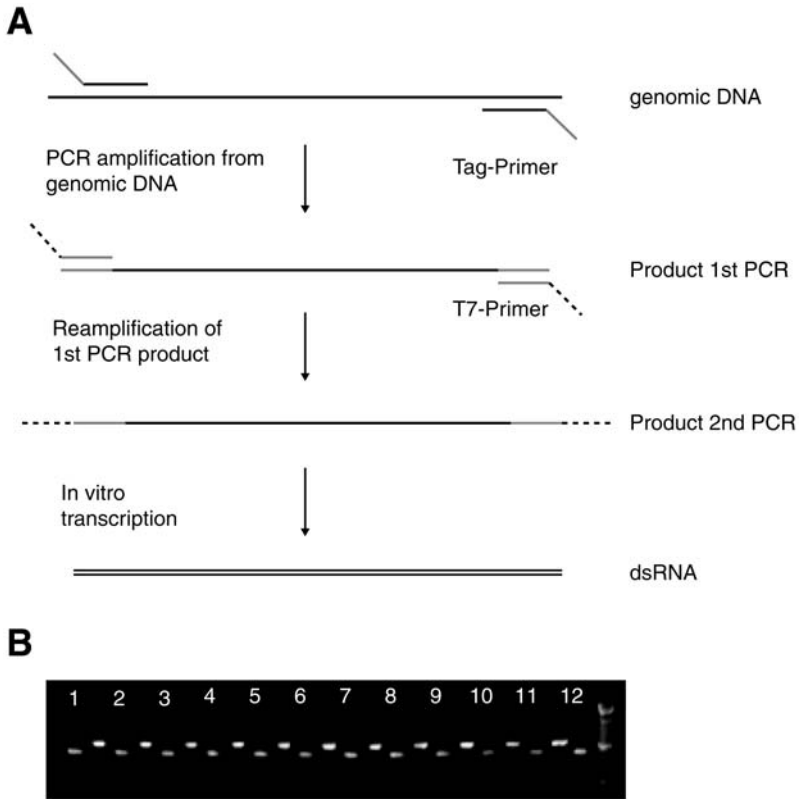 A
genomic DNA
PCR amplification from
genomic DNA
Tag-Primer
Product 1st PCR
T7-Primer
Reamplification of
1st PCR product
Product 2nd PCR
In vitro
transcription
dsRNA
B
1 2 3 4 5 6 7 8 9 10 11 12